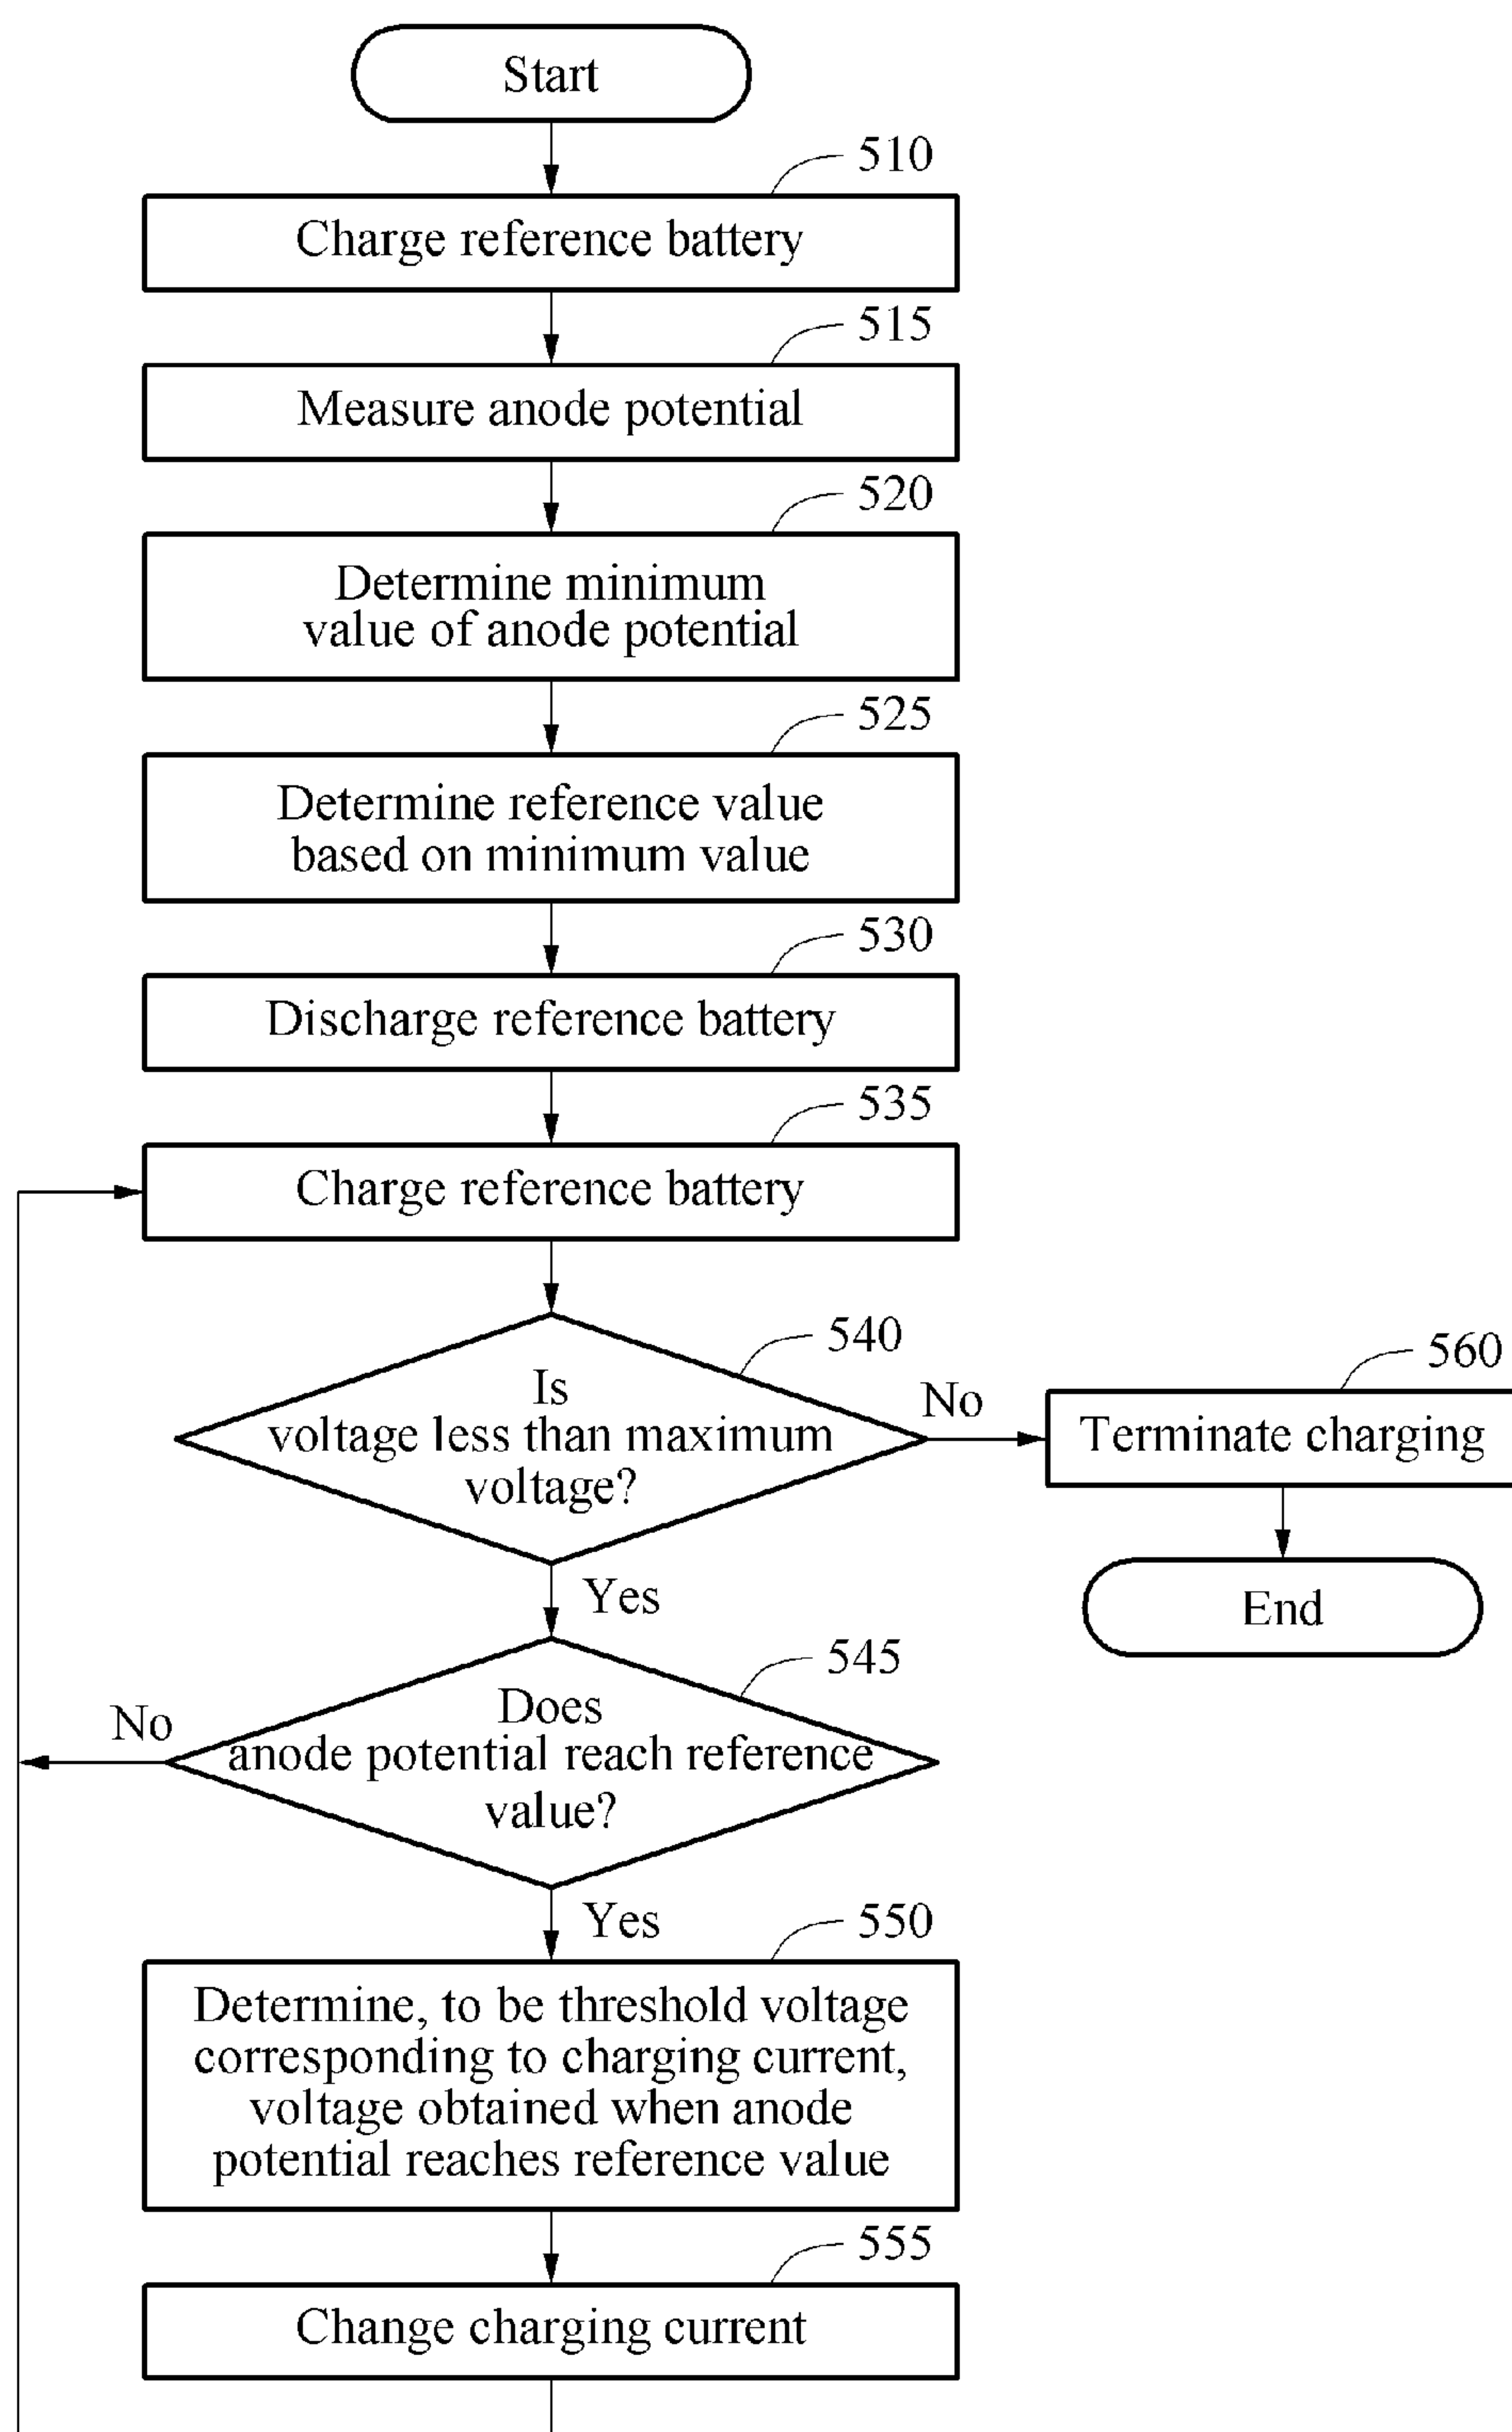 Start
510
Charge reference battery
515
Measure anode potential
520
Determine minimum
value of anode potential
525
Determine reference value
based on minimum value
530
Discharge reference battery
535
Charge reference battery
540
Is
voltage less than maximum
voltage?
No
560
Terminate charging
End
Yes
545
Does
anode potential reach reference
value?
No
Yes
550
Determine, to be threshold voltage
corresponding to charging current,
voltage obtained when anode
potential reaches reference value
555
Change charging current